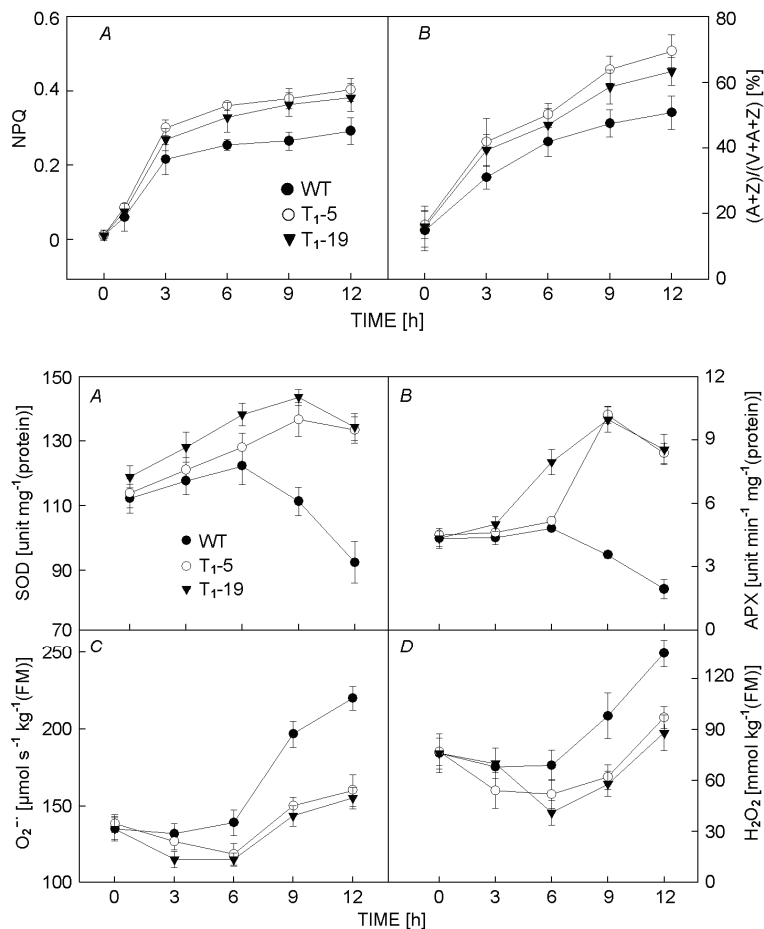 0.6
0.4
0.2
0
NPQ
A
WT
T₁-5
T₁-19
B
80
60
40
20
0
(A+Z)/(V+A+Z) [%]
0 3 6 9 12 0 3 6 9 12
TIME [h]
150
130
110
90
70
SOD [unit mg⁻¹(protein)]
A
WT
T₁-5
T₁-19
B
12
9
6
3
0
APX [unit min⁻¹ mg⁻¹(protein)]
250
200
150
100
O₂⁻· [µmol s⁻¹ kg⁻¹(FM)]
C
D
120
90
60
30
0
H₂O₂ [mmol kg⁻¹(FM)]
0 3 6 9 12 0 3 6 9 12
TIME [h]